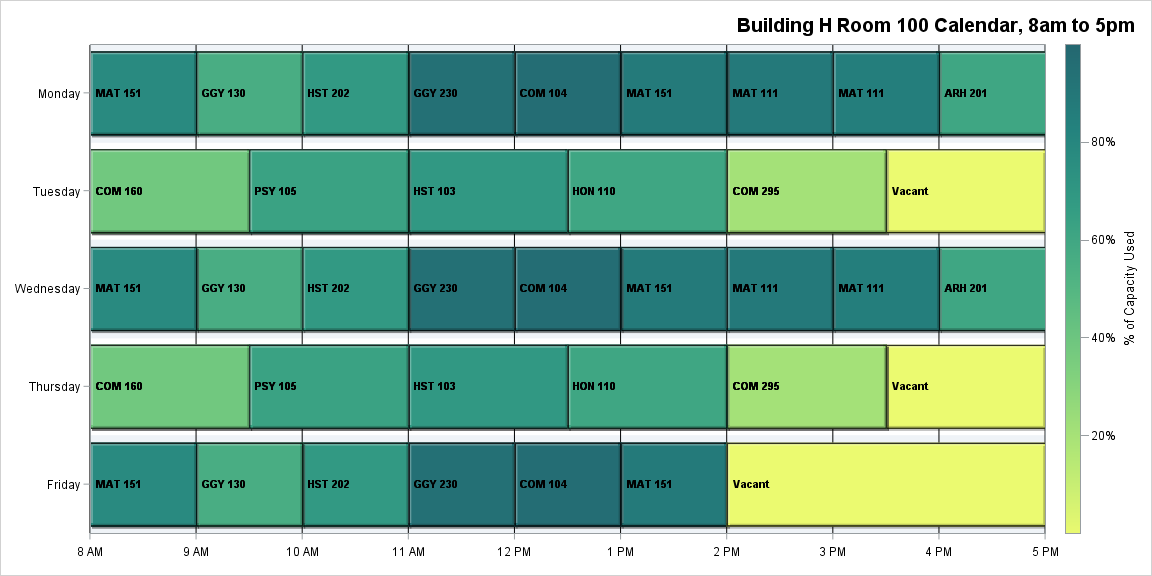 Building H Room 100 Calendar, 8am to 5pm
Monday MAT 151 GGY 130 HST 202 GGY 230 COM 104 MAT 151 MAT 111 MAT 111 ARH 201
Tuesday COM 160 PSY 105 HST 103 HON 110 COM 295 Vacant
Wednesday MAT 151 GGY 130 HST 202 GGY 230 COM 104 MAT 151 MAT 111 MAT 111 ARH 201
Thursday COM 160 PSY 105 HST 103 HON 110 COM 295 Vacant
Friday MAT 151 GGY 130 HST 202 GGY 230 COM 104 MAT 151 Vacant
8 AM 9 AM 10 AM 11 AM 12 PM 1 PM 2 PM 3 PM 4 PM 5 PM
80%
60%
40%
20%
% of Capacity Used